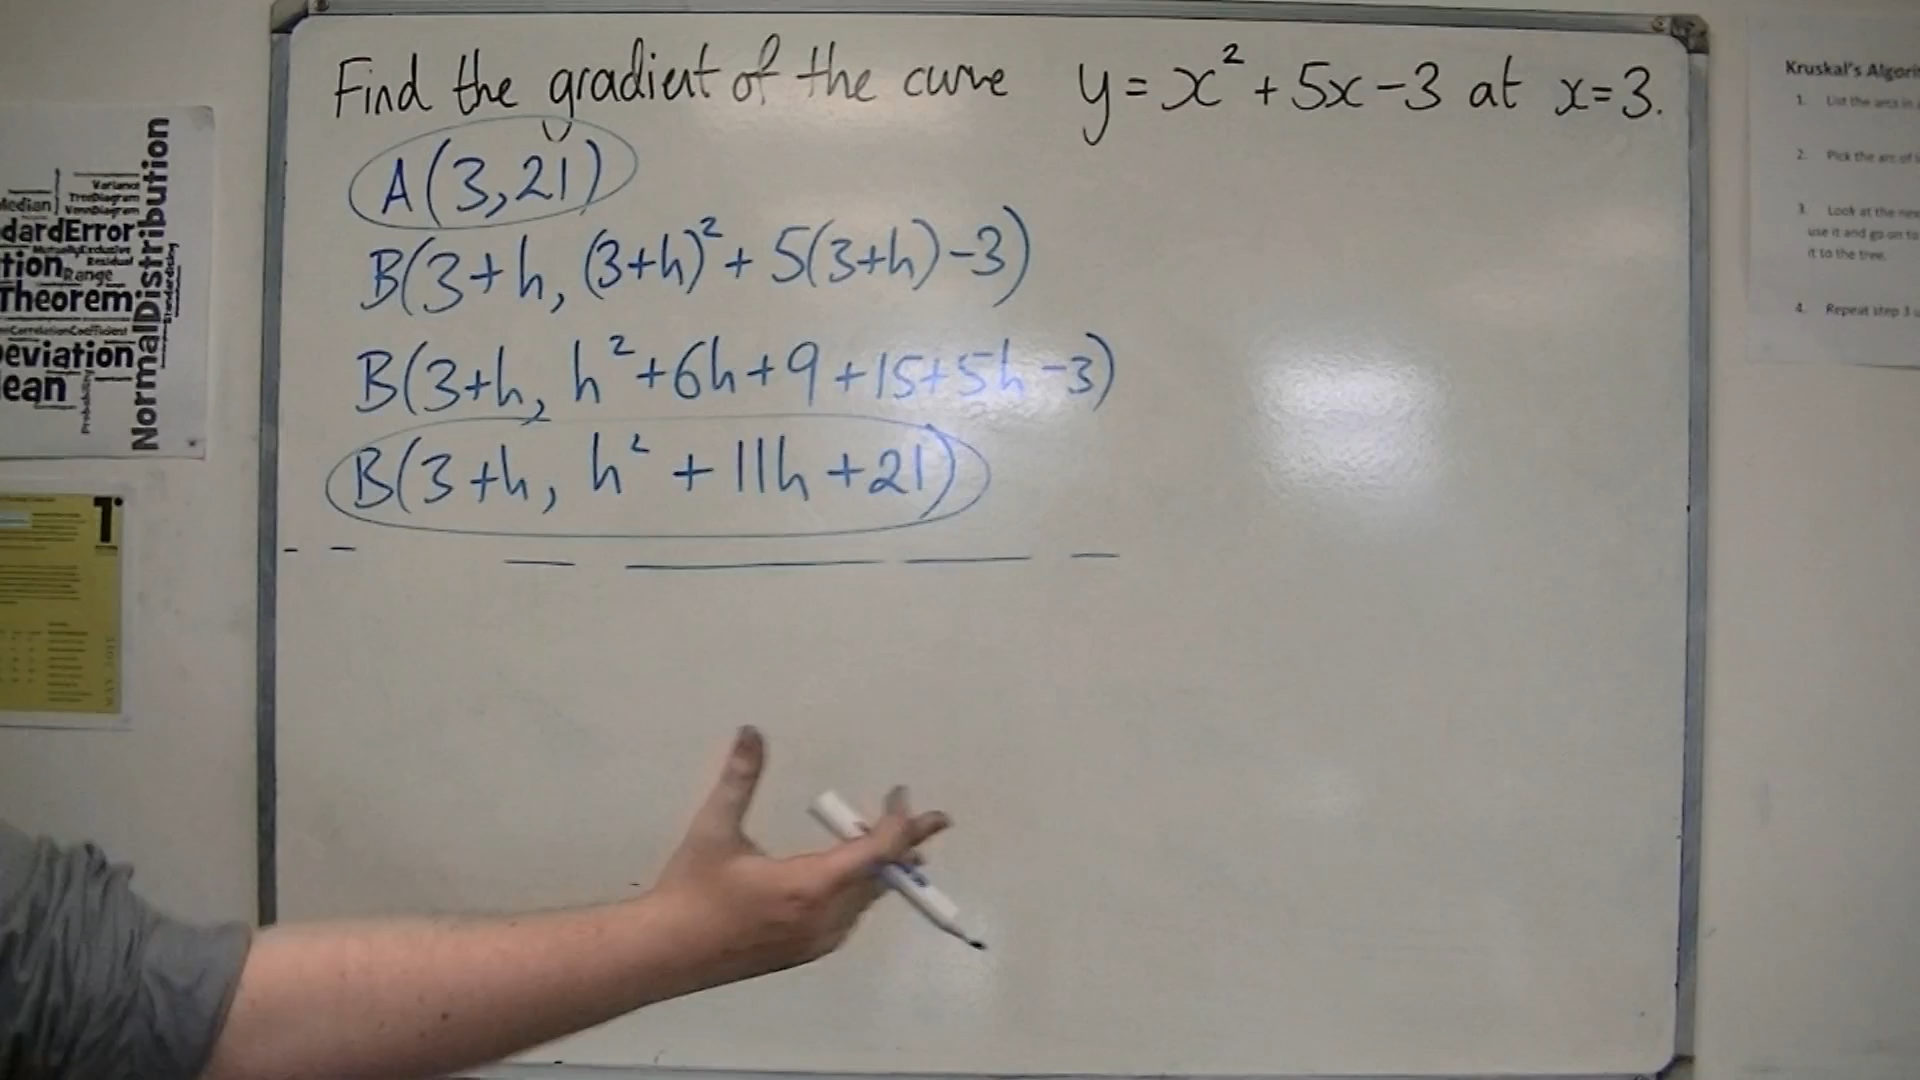 Find the gradient of the curve y = x² + 5x - 3 at x = 3.
A(3, 21)
B(3+h, (3+h)² + 5(3+h) - 3)
B(3+h, h² + 6h + 9 + 15 + 5h - 3)
B(3+h, h² + 11h + 21)
Variance
TreeDiagram
Median
VennDiagram
dardError
MutuallyExclusive
Residual
tion
Range
Theorem
CorrelationCoefficient
eviation
ean
Probability
NormalDistribution
Kruskal's Algori
1. List the arcs in
2. Pick the arc of
3. Look at the ne
use it and go on to
it to the tree.
4. Repeat step 3